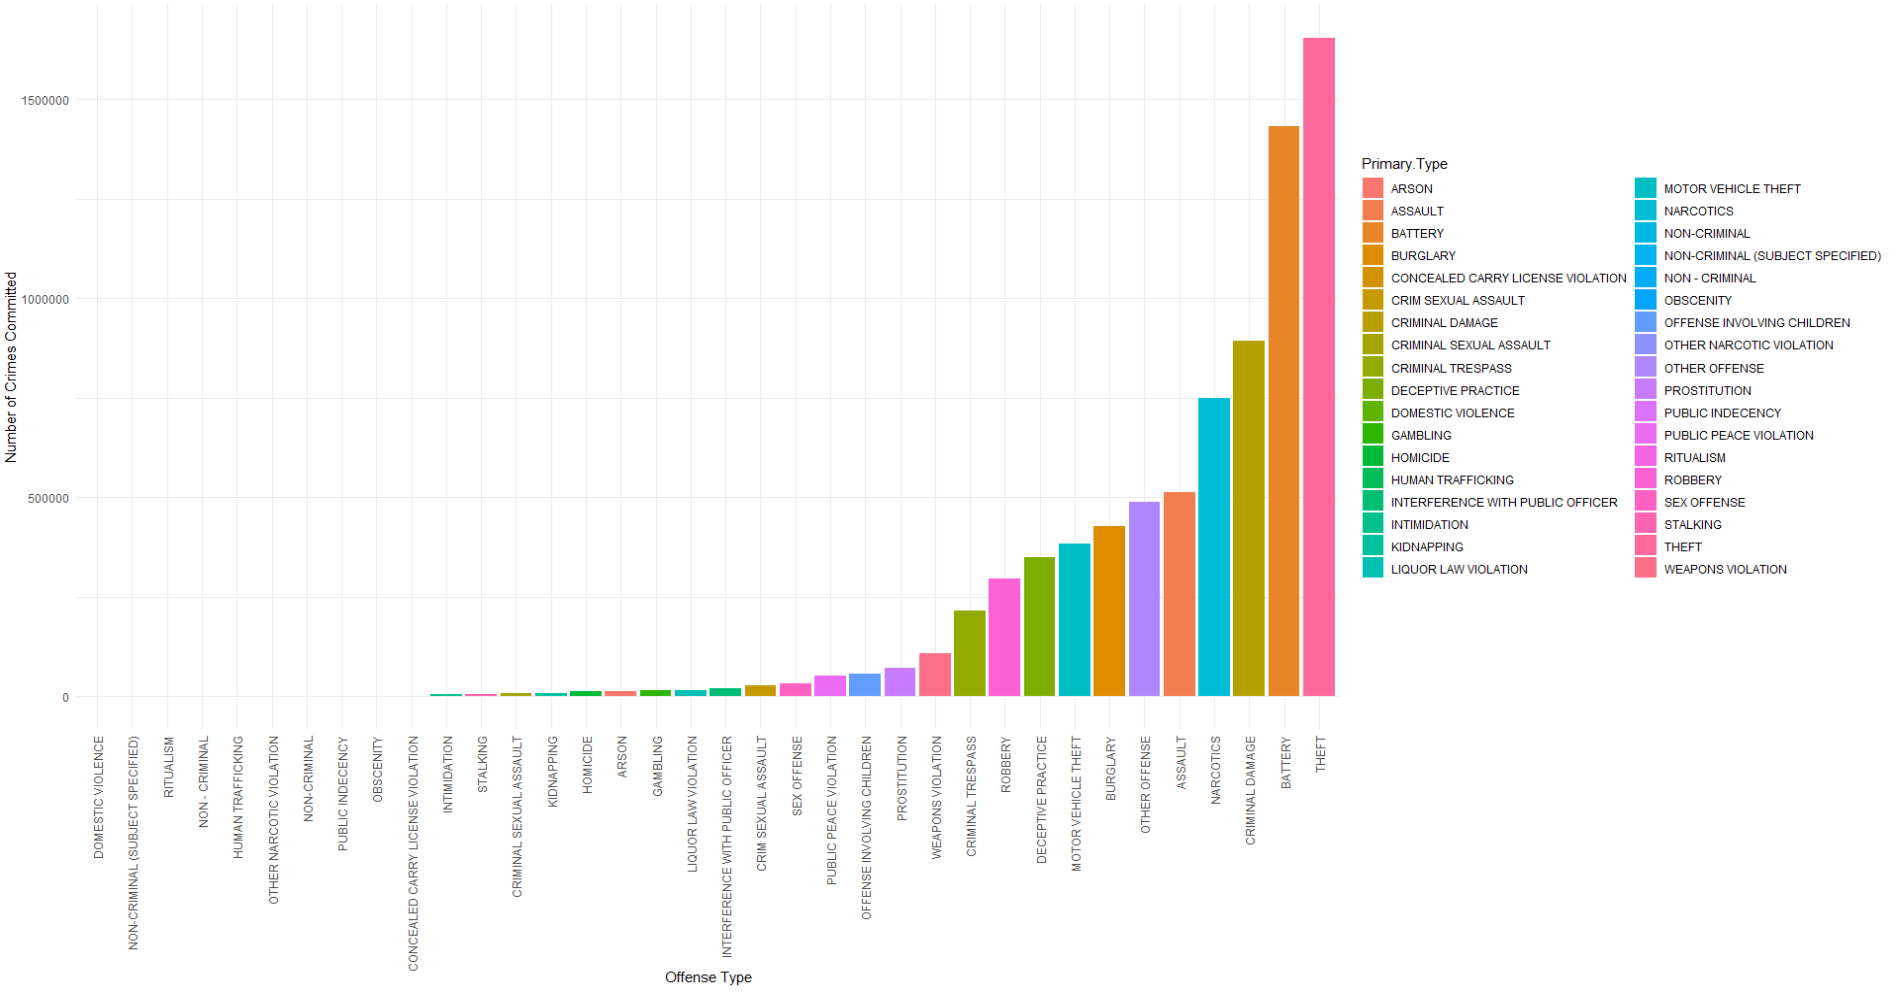 Number of Crimes Committed
1500000
1000000
500000
0
DOMESTIC VIOLENCE
NON-CRIMINAL (SUBJECT SPECIFIED)
RITUALISM
NON - CRIMINAL
HUMAN TRAFFICKING
OTHER NARCOTIC VIOLATION
NON-CRIMINAL
PUBLIC INDECENCY
OBSCENITY
CONCEALED CARRY LICENSE VIOLATION
INTIMIDATION
STALKING
CRIMINAL SEXUAL ASSAULT
KIDNAPPING
HOMICIDE
ARSON
GAMBLING
LIQUOR LAW VIOLATION
INTERFERENCE WITH PUBLIC OFFICER
CRIM SEXUAL ASSAULT
SEX OFFENSE
PUBLIC PEACE VIOLATION
OFFENSE INVOLVING CHILDREN
PROSTITUTION
WEAPONS VIOLATION
CRIMINAL TRESPASS
ROBBERY
DECEPTIVE PRACTICE
MOTOR VEHICLE THEFT
BURGLARY
OTHER OFFENSE
ASSAULT
NARCOTICS
CRIMINAL DAMAGE
BATTERY
THEFT
Offense Type
Primary.Type
ARSON
ASSAULT
BATTERY
BURGLARY
CONCEALED CARRY LICENSE VIOLATION
CRIM SEXUAL ASSAULT
CRIMINAL DAMAGE
CRIMINAL SEXUAL ASSAULT
CRIMINAL TRESPASS
DECEPTIVE PRACTICE
DOMESTIC VIOLENCE
GAMBLING
HOMICIDE
HUMAN TRAFFICKING
INTERFERENCE WITH PUBLIC OFFICER
INTIMIDATION
KIDNAPPING
LIQUOR LAW VIOLATION
MOTOR VEHICLE THEFT
NARCOTICS
NON-CRIMINAL
NON-CRIMINAL (SUBJECT SPECIFIED)
NON - CRIMINAL
OBSCENITY
OFFENSE INVOLVING CHILDREN
OTHER NARCOTIC VIOLATION
OTHER OFFENSE
PROSTITUTION
PUBLIC INDECENCY
PUBLIC PEACE VIOLATION
RITUALISM
ROBBERY
SEX OFFENSE
STALKING
THEFT
WEAPONS VIOLATION